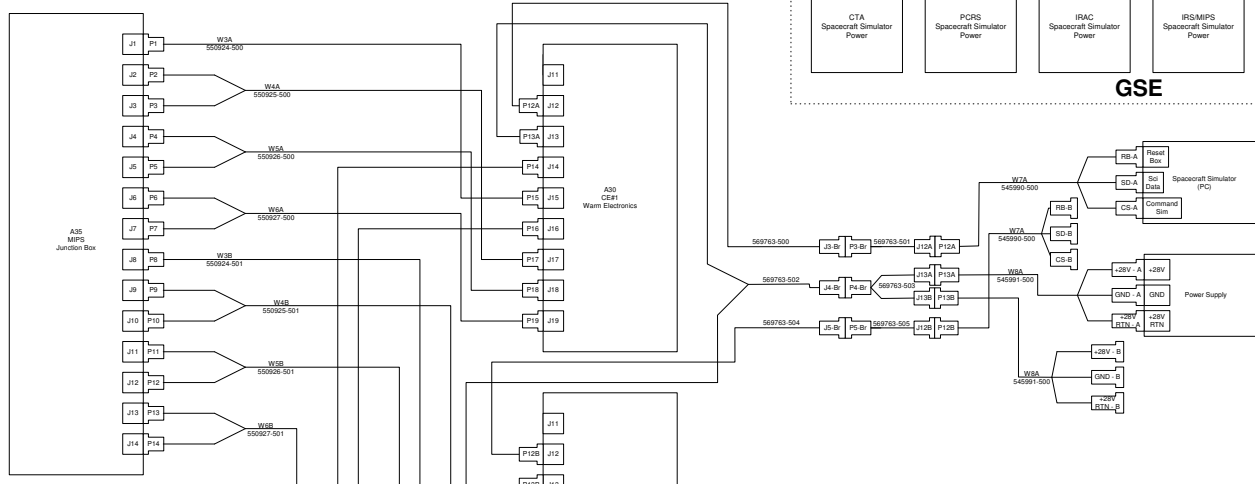 CTA
Spacecraft Simulator
Power
PCRS
Spacecraft Simulator
Power
IRAC
Spacecraft Simulator
Power
IRS/MIPS
Spacecraft Simulator
Power
GSE
A35
MIPS
Junction Box
J1 P1
J2 P2
J3 P3
J4 P4
J5 P5
J6 P6
J7 P7
J8 P8
J9 P9
J10 P10
J11 P11
J12 P12
J13 P13
J14 P14
W3A
550924-500
W4A
550925-500
W5A
550926-500
W6A
550927-500
W3B
550924-501
W4B
550925-501
W5B
550926-501
W6B
550927-501
J11
P12A J12
P13A J13
P14 J14
P15 J15
P16 J16
P17 J17
P18 J18
P19 J19
A30
CE#1
Warm Electronics
J11
P12B J12
569763-500
J3-Br P3-Br
569763-501
J12A P12A
569763-502
J4-Br P4-Br
569763-503
J13A P13A
J13B P13B
569763-504
J5-Br P5-Br
569763-505
J12B P12B
W7A
545990-500
RB-A
Reset
Box
SD-A
Sci
Data
CS-A
Command
Sim
Spacecraft Simulator
(PC)
W7A
545990-500
RB-B
SD-B
CS-B
W8A
545991-500
+28V - A
+28V
GND - A
GND
+28V
RTN - A
+28V
RTN
Power Supply
W8A
545991-500
+28V - B
GND - B
+28V
RTN - B